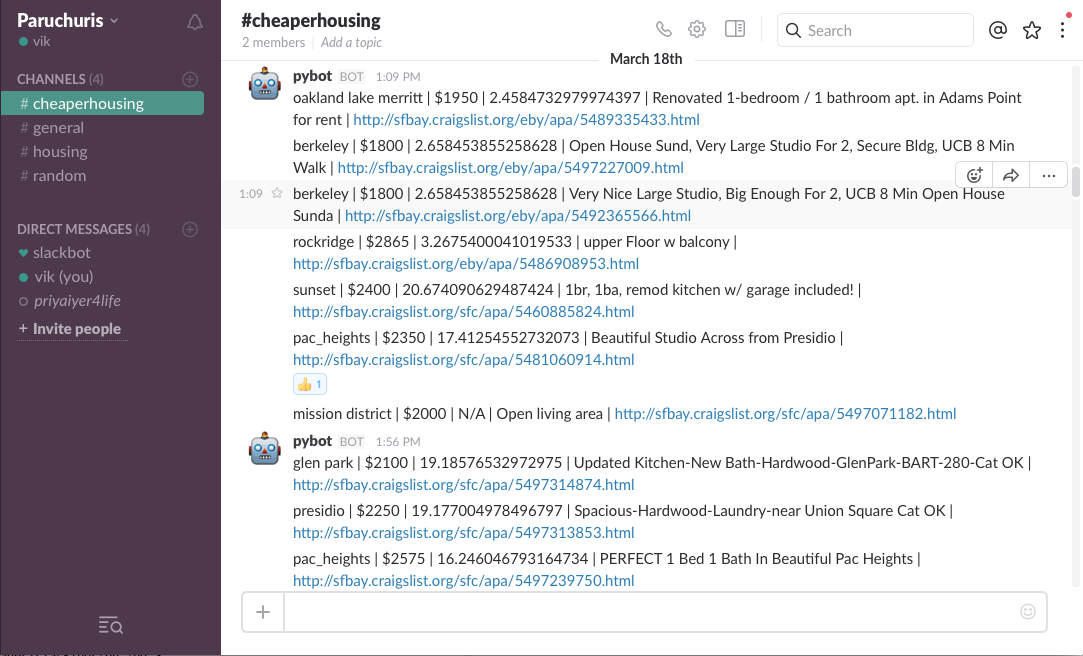 Paruchuris
vik
CHANNELS (4)
# cheaperhousing
# general
# housing
# random
DIRECT MESSAGES (4)
slackbot
vik (you)
priyaiyer4life
+ Invite people
#cheaperhousing
2 members | Add a topic
Search
March 18th
pybot BOT 1:09 PM
oakland lake merritt | $1950 | 2.4584732979974397 | Renovated 1-bedroom / 1 bathroom apt. in Adams Point
for rent | http://sfbay.craigslist.org/eby/apa/5489335433.html
berkeley | $1800 | 2.658453855258628 | Open House Sund, Very Large Studio For 2, Secure Bldg, UCB 8 Min
Walk | http://sfbay.craigslist.org/eby/apa/5497227009.html
1:09 berkeley | $1800 | 2.658453855258628 | Very Nice Large Studio, Big Enough For 2, UCB 8 Min Open House
Sunda | http://sfbay.craigslist.org/eby/apa/5492365566.html
rockridge | $2865 | 3.2675400041019533 | upper Floor w balcony |
http://sfbay.craigslist.org/eby/apa/5486908953.html
sunset | $2400 | 20.674090629487424 | 1br, 1ba, remod kitchen w/ garage included! |
http://sfbay.craigslist.org/sfc/apa/5460885824.html
pac_heights | $2350 | 17.41254552732073 | Beautiful Studio Across from Presidio |
http://sfbay.craigslist.org/sfc/apa/5481060914.html
👍 1
mission district | $2000 | N/A | Open living area | http://sfbay.craigslist.org/sfc/apa/5497071182.html
pybot BOT 1:56 PM
glen park | $2100 | 19.18576532972975 | Updated Kitchen-New Bath-Hardwood-GlenPark-BART-280-Cat OK |
http://sfbay.craigslist.org/sfc/apa/5497314874.html
presidio | $2250 | 19.177004978496797 | Spacious-Hardwood-Laundry-near Union Square Cat OK |
http://sfbay.craigslist.org/sfc/apa/5497313853.html
pac_heights | $2575 | 16.246046793164734 | PERFECT 1 Bed 1 Bath In Beautiful Pac Heights |
http://sfbay.craigslist.org/sfc/apa/5497239750.html